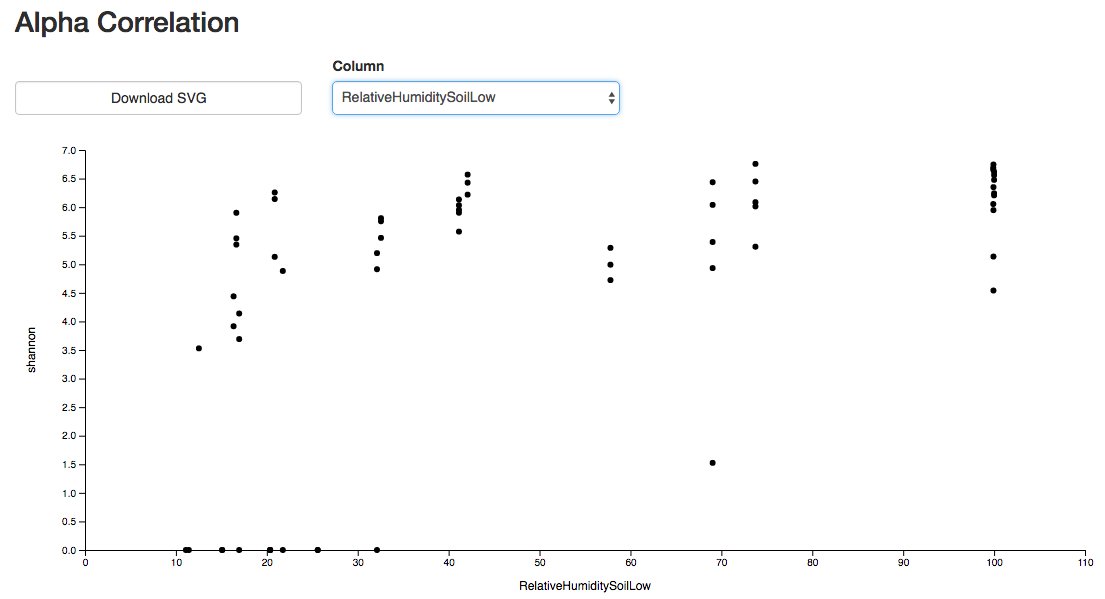 Alpha Correlation
Column
Download SVG
RelativeHumiditySoilLow
7.0
6.5
6.0
5.5
5.0
4.5
4.0
3.5
3.0
2.5
2.0
1.5
1.0
0.5
0.0
shannon
0 10 20 30 40 50 60 70 80 90 100 110
RelativeHumiditySoilLow